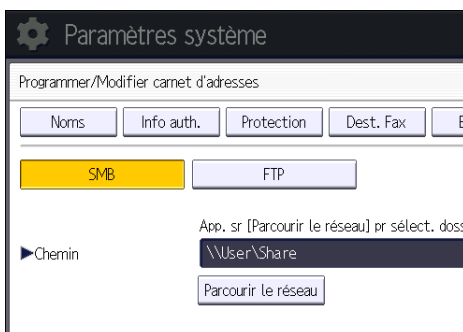 Paramètres système
Programmer/Modifier carnet d'adresses
Noms Info auth. Protection Dest. Fax
SMB FTP
App. sr [Parcourir le réseau] pr sélect. doss
▶Chemin \\User\Share
Parcourir le réseau